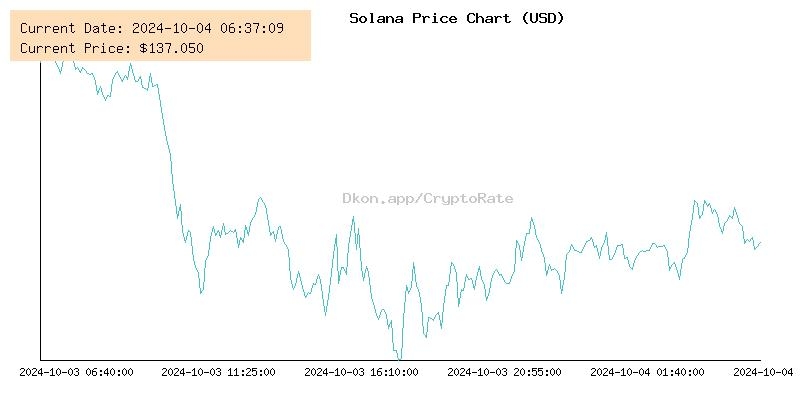 Solana Price Chart (USD)
Current Date: 2024-10-04 06:37:09
Current Price: $137.050
Dkon.app/CryptoRate
2024-10-03 06:40:00 2024-10-03 11:25:00 2024-10-03 16:10:00 2024-10-03 20:55:00 2024-10-04 01:40:00 2024-10-04